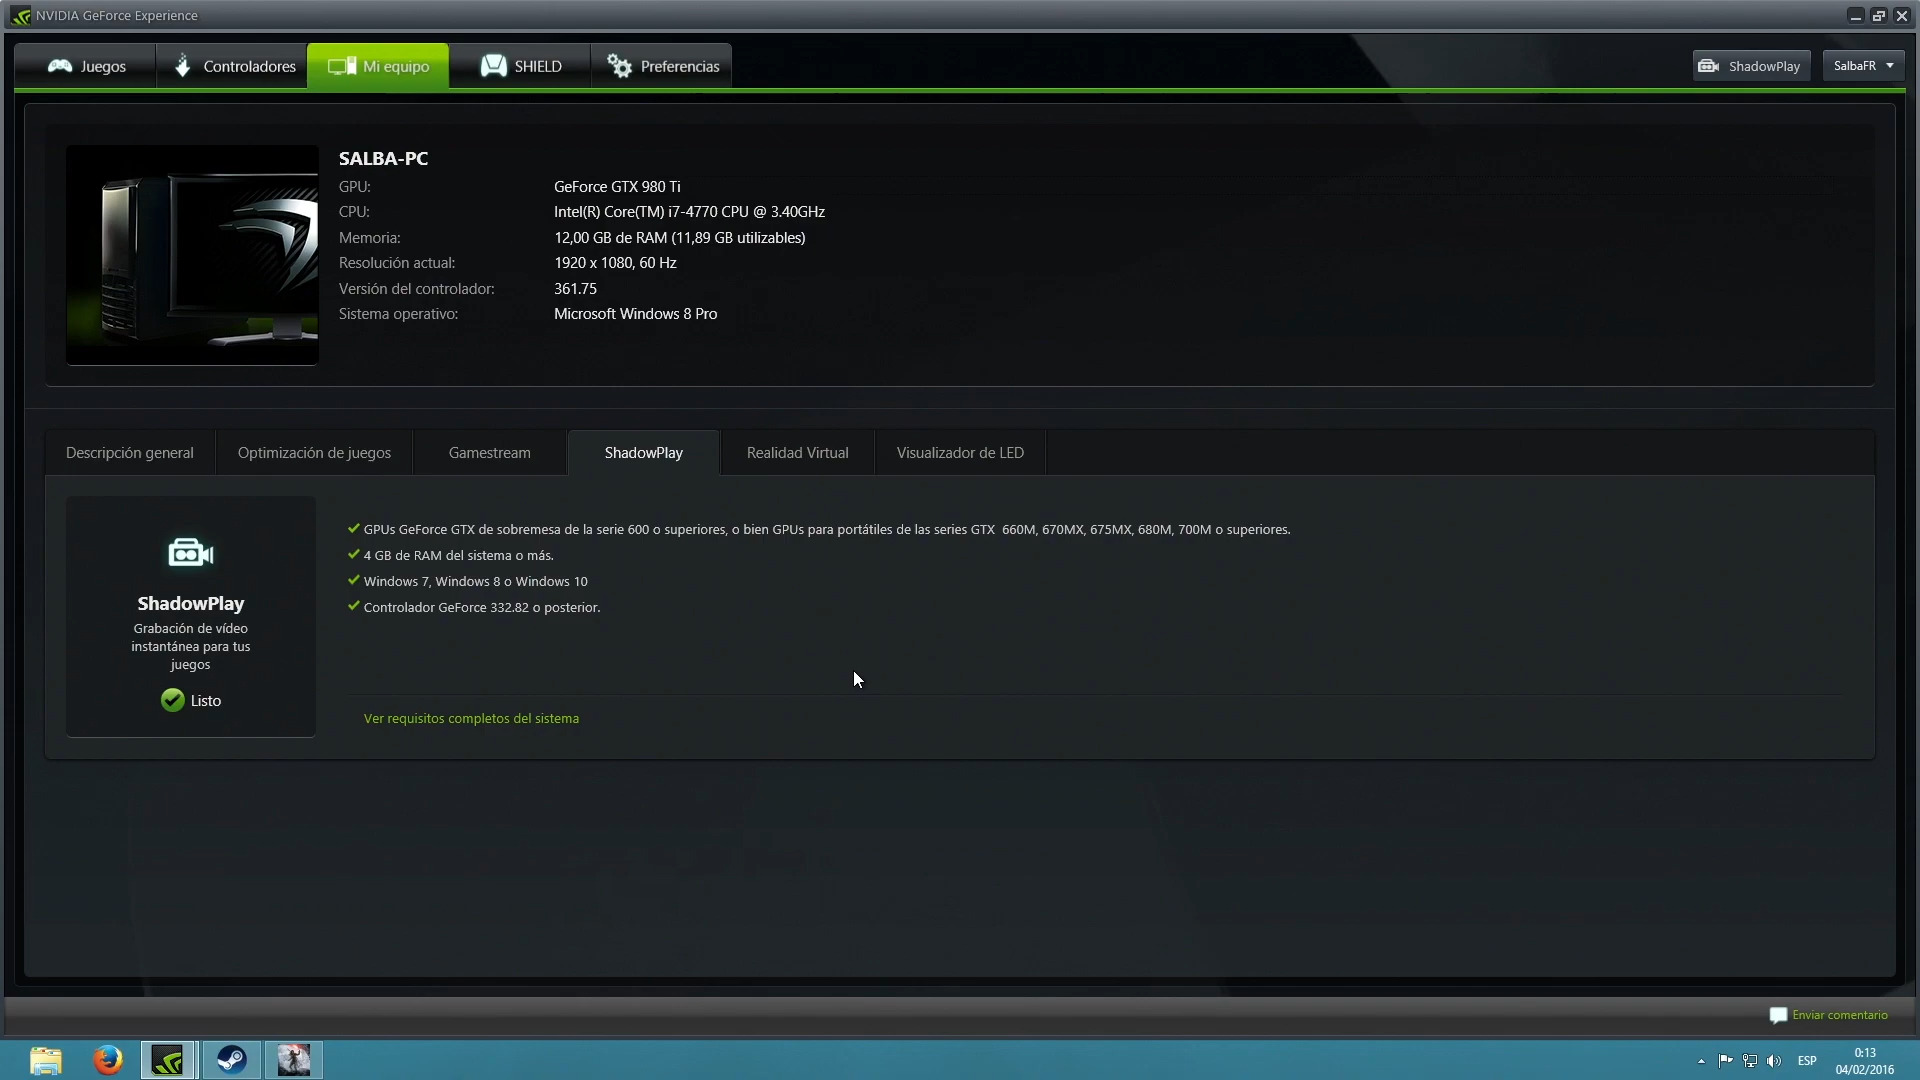 NVIDIA GeForce Experience
Juegos
Controladores
Mi equipo
SHIELD
Preferencias
ShadowPlay
SalbaFR
SALBA-PC
GPU: GeForce GTX 980 Ti
CPU: Intel(R) Core(TM) i7-4770 CPU @ 3.40GHz
Memoria: 12,00 GB de RAM (11,89 GB utilizables)
Resolución actual: 1920 x 1080, 60 Hz
Versión del controlador: 361.75
Sistema operativo: Microsoft Windows 8 Pro
Descripción general
Optimización de juegos
Gamestream
ShadowPlay
Realidad Virtual
Visualizador de LED
ShadowPlay
Grabación de vídeo
instantánea para tus
juegos
Listo
GPUs GeForce GTX de sobremesa de la serie 600 o superiores, o bien GPUs para portátiles de las series GTX  660M, 670MX, 675MX, 680M, 700M o superiores.
4 GB de RAM del sistema o más.
Windows 7, Windows 8 o Windows 10
Controlador GeForce 332.82 o posterior.
Ver requisitos completos del sistema
Enviar comentario
ESP
0:13
04/02/2016